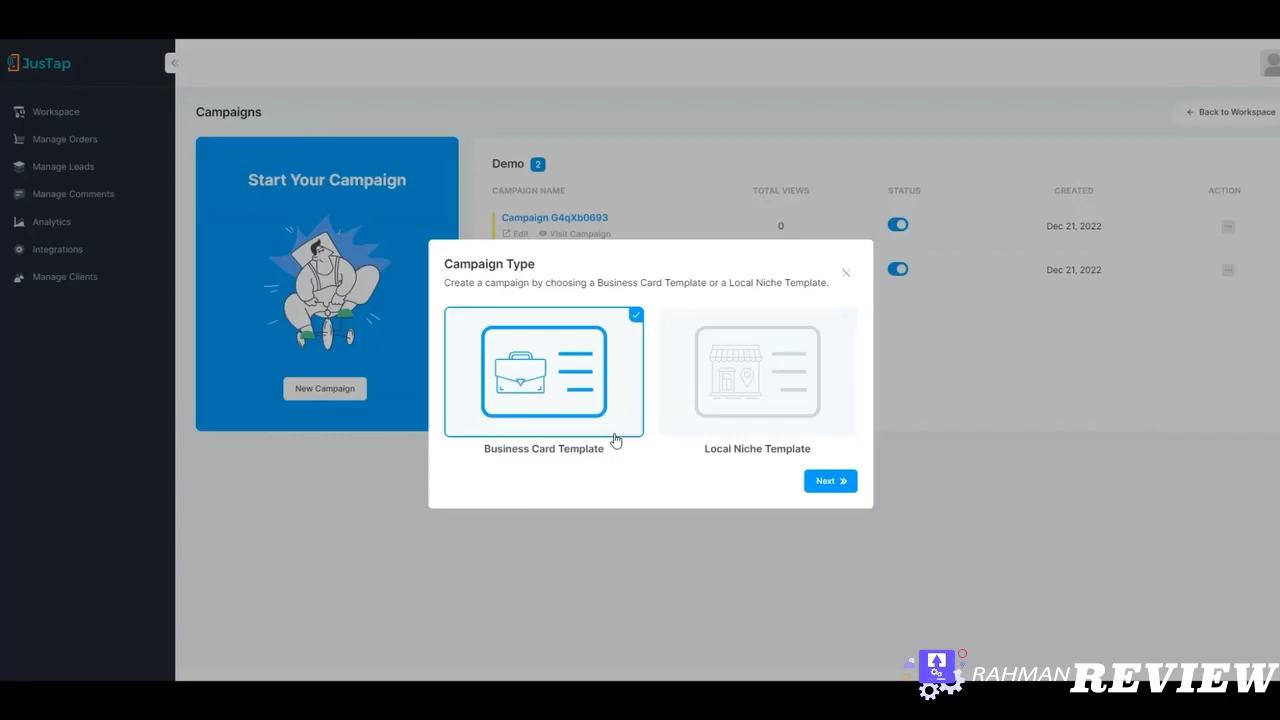 JusTap
Workspace
Manage Orders
Manage Leads
Manage Comments
Analytics
Integrations
Manage Clients
Campaigns
Back to Workspace
Start Your Campaign
New Campaign
Demo 2
CAMPAIGN NAME TOTAL VIEWS STATUS CREATED ACTION
Campaign G4qXb0693 0 Dec 21, 2022
Edit Visit Campaign
Dec 21, 2022
Campaign Type
Create a campaign by choosing a Business Card Template or a Local Niche Template.
Business Card Template
Local Niche Template
Next
RAHMAN REVIEW